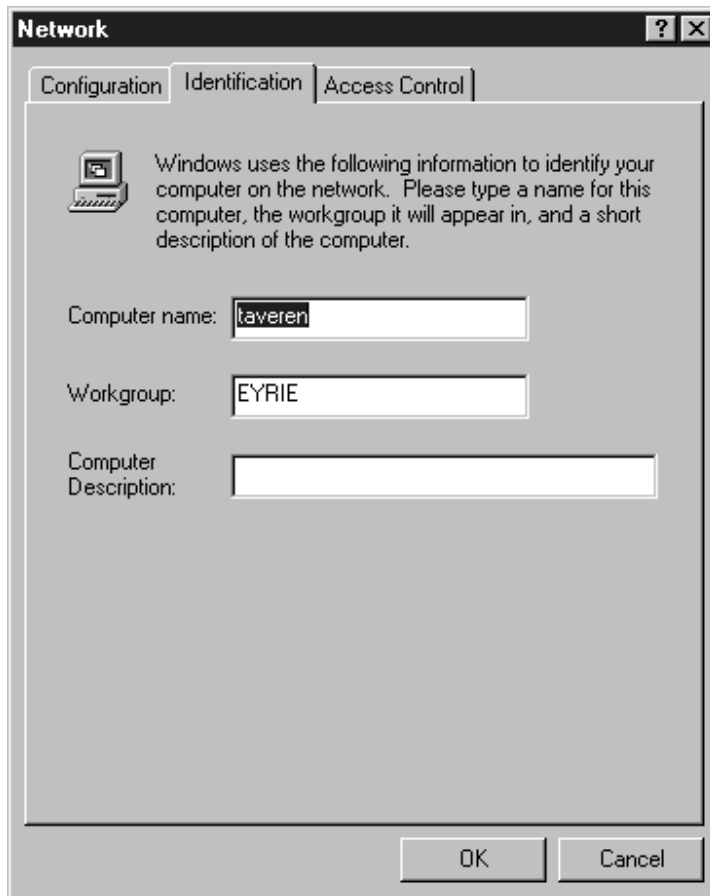 Network
Configuration Identification Access Control
Windows uses the following information to identify your
computer on the network. Please type a name for this
computer, the workgroup it will appear in, and a short
description of the computer.
Computer name: taveren
Workgroup: EYRIE
Computer
Description:
OK Cancel